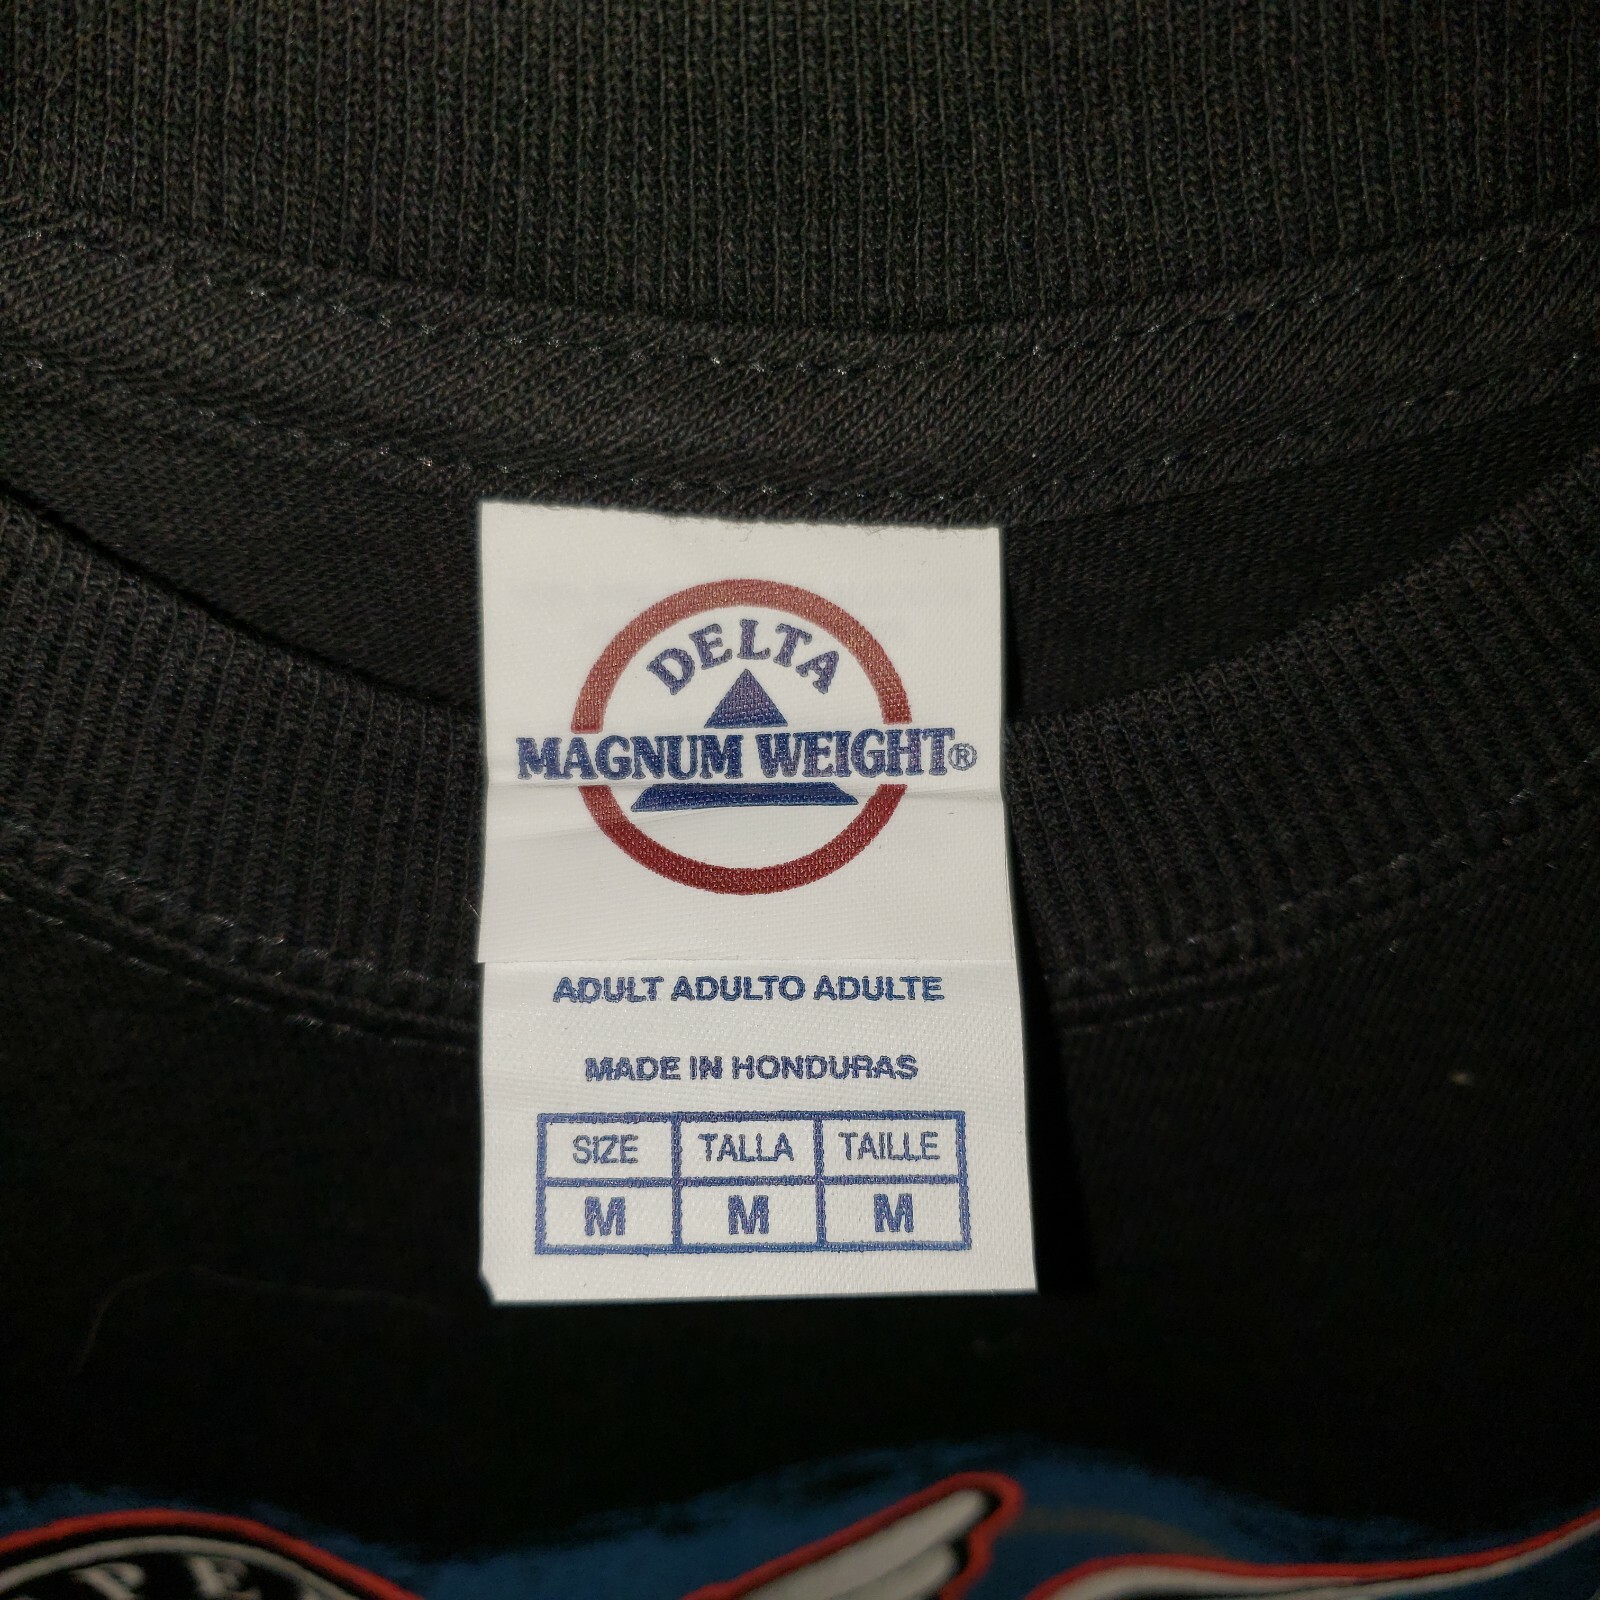 DELTA
MAGNUM WEIGHT®
ADULT ADULTO ADULTE
MADE IN HONDURAS
SIZE TALLA TAILLE
M M M